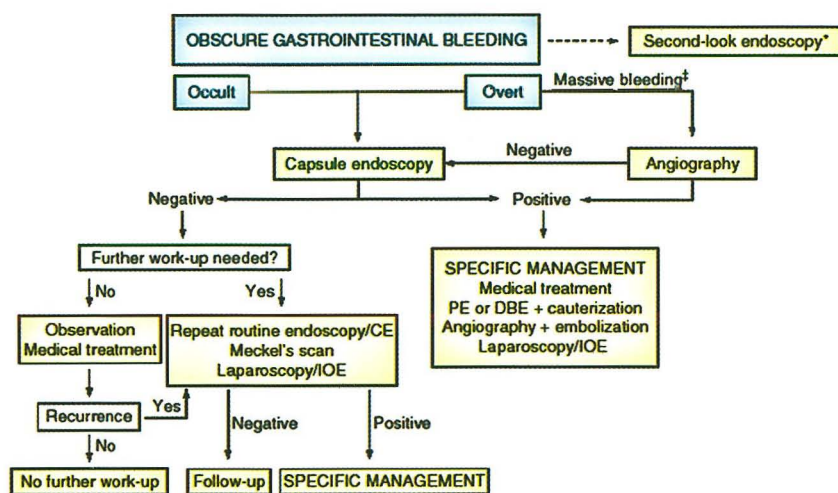 OBSCURE GASTROINTESTINAL BLEEDING
Second-look endoscopy*
Occult
Overt
Massive bleeding‡
Capsule endoscopy
Negative
Angiography
Negative
Positive
Further work-up needed?
SPECIFIC MANAGEMENT
Medical treatment
PE or DBE + cauterization
Angiography + embolization
Laparoscopy/IOE
No
Yes
Observation
Medical treatment
Repeat routine endoscopy/CE
Meckel's scan
Laparoscopy/IOE
Recurrence
Yes
Negative
Positive
No
No further work-up
Follow-up
SPECIFIC MANAGEMENT